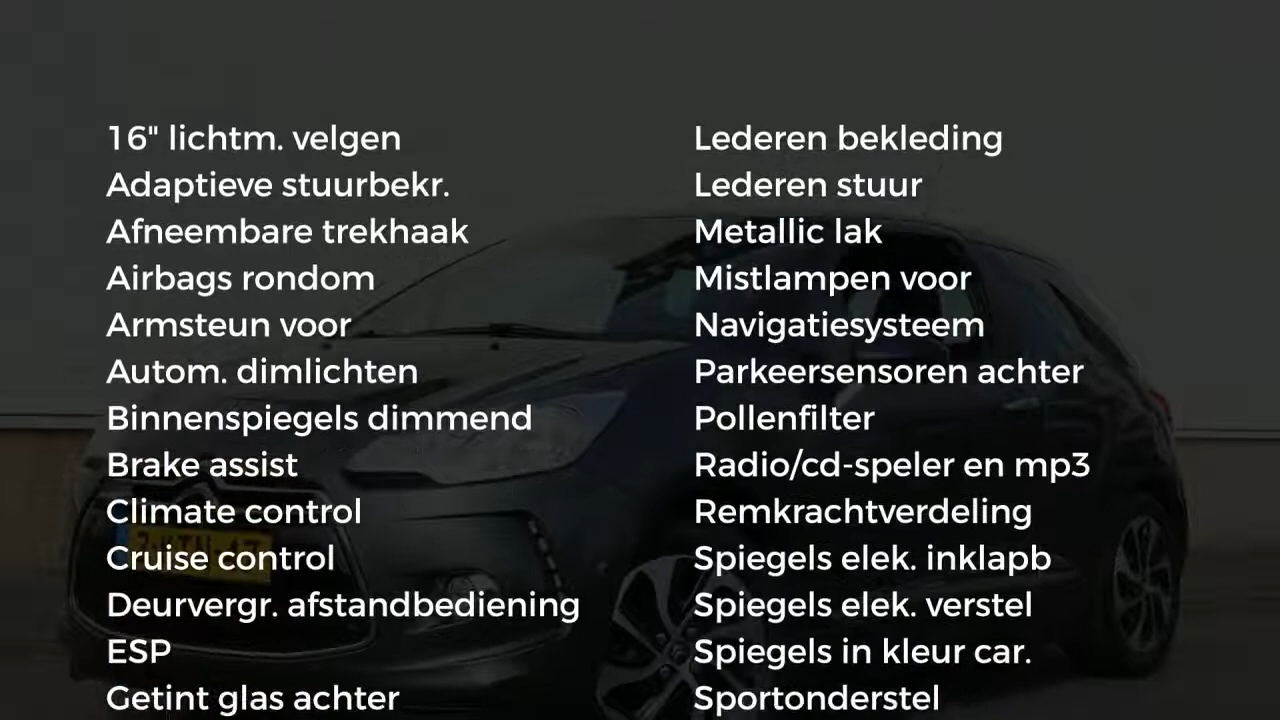 16" lichtm. velgen
Adaptieve stuurbekr.
Afneembare trekhaak
Airbags rondom
Armsteun voor
Autom. dimlichten
Binnenspiegels dimmend
Brake assist
Climate control
Cruise control
Deurvergr. afstandbediening
ESP
Getint glas achter
Lederen bekleding
Lederen stuur
Metallic lak
Mistlampen voor
Navigatiesysteem
Parkeersensoren achter
Pollenfilter
Radio/cd-speler en mp3
Remkrachtverdeling
Spiegels elek. inklapb
Spiegels elek. verstel
Spiegels in kleur car.
Sportonderstel